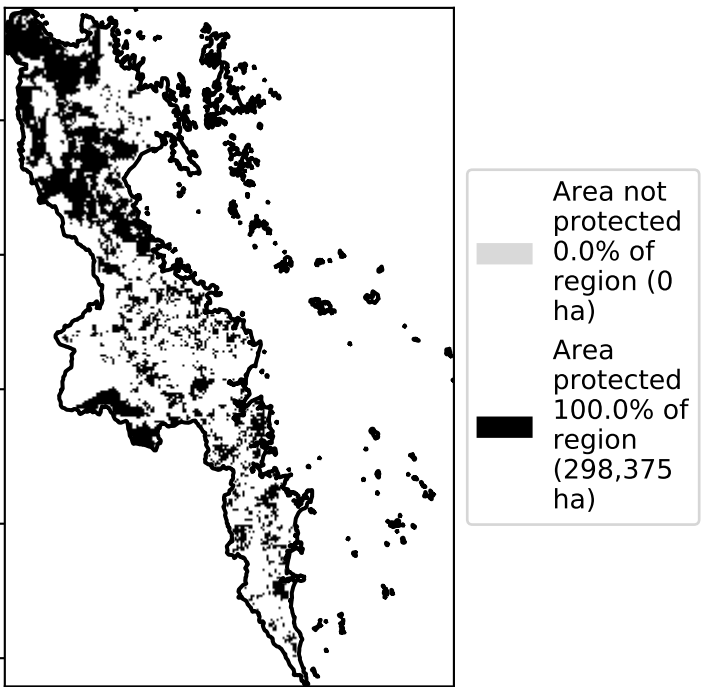 Area not
protected
0.0% of
region (0
ha)
Area
protected
100.0% of
region
(298,375
ha)